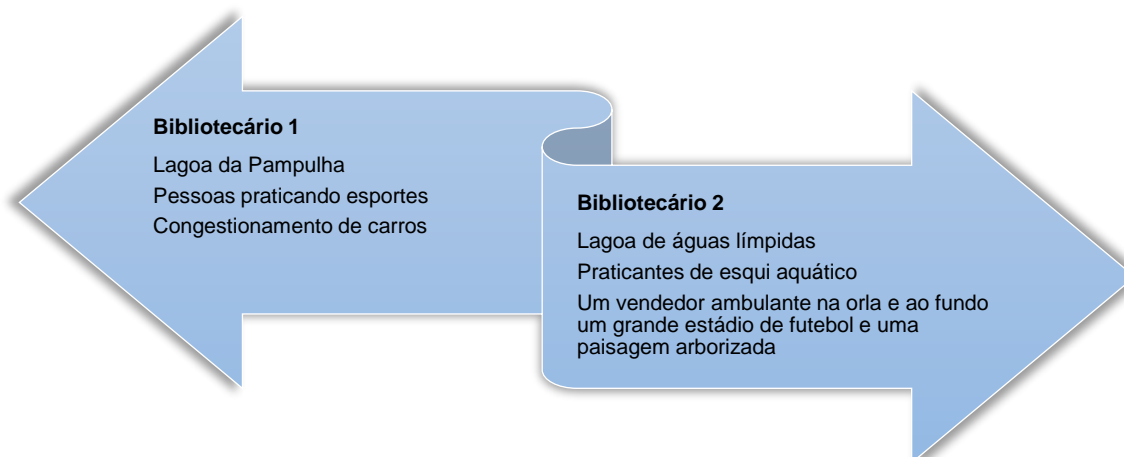 Bibliotecário 1
Lagoa da Pampulha
Pessoas praticando esportes
Congestionamento de carros
Bibliotecário 2
Lagoa de águas límpidas
Praticantes de esqui aquático
Um vendedor ambulante na orla e ao fundo
um grande estádio de futebol e uma
paisagem arborizada